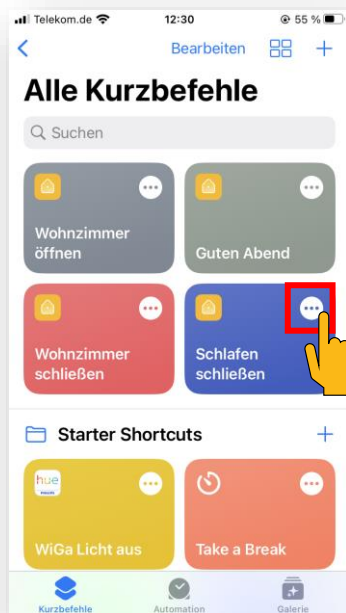 Telekom.de 12:30 55 %
Bearbeiten
Alle Kurzbefehle
Suchen
Wohnzimmer
öffnen
Guten Abend
Wohnzimmer
schließen
Schlafen
schließen
Starter Shortcuts
hue
WiGa Licht aus
Take a Break
Kurzbefehle Automation Galerie